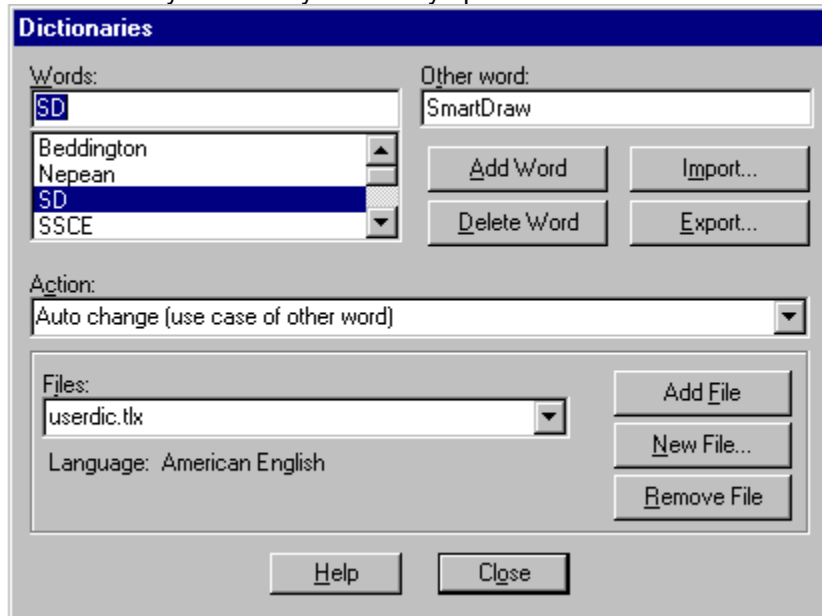 Dictionaries
Words:
Other word:
SD
SmartDraw
Beddington
Nepean
SD
SSCE
Add Word
Import...
Delete Word
Export...
Action:
Auto change (use case of other word)
Files:
userdic.tlx
Language: American English
Add File
New File...
Remove File
Help
Close